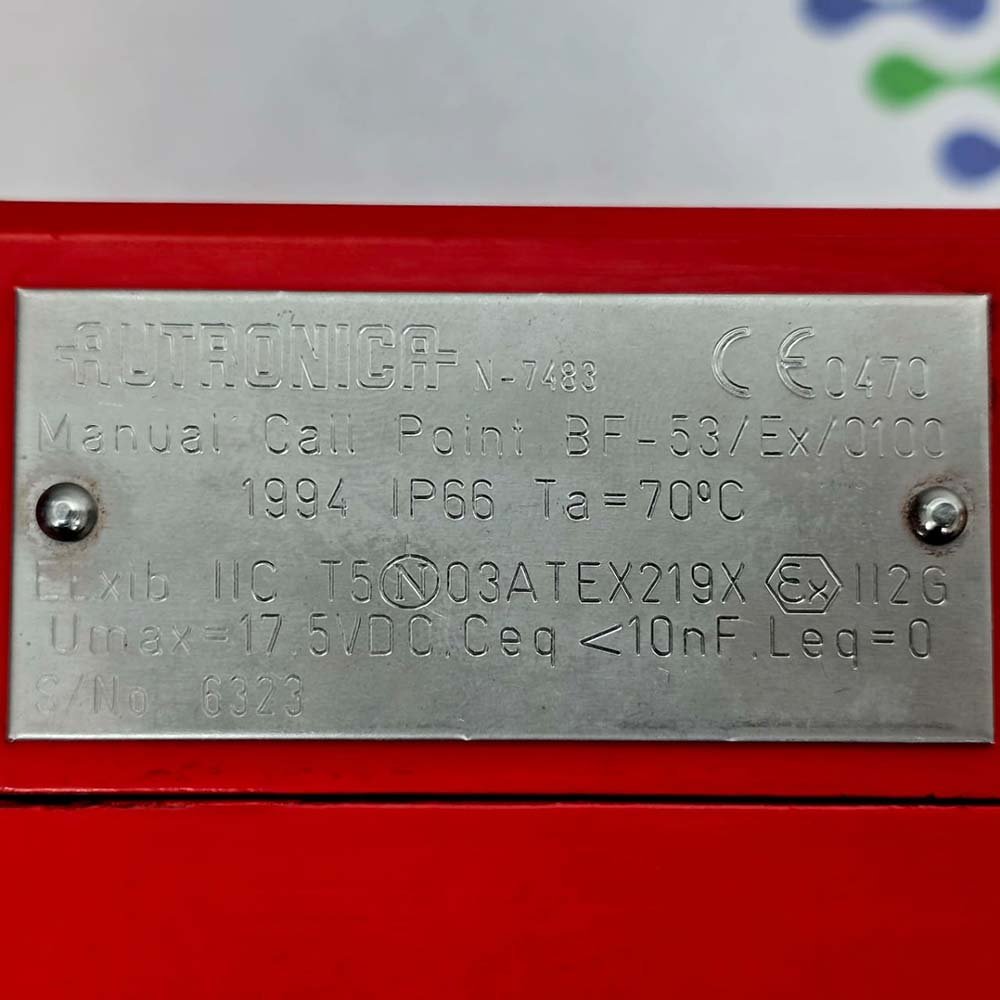 AUTRONICA N-7483 CE 0470
Manual Call Point BF-53/Ex/0100
1994 IP66 Ta=70ºC
EExib IIC T5 N 03ATEX219X Ex II2G
Umax=17.5VDC.Ceq <10nF.Leq=0
S/No 6323